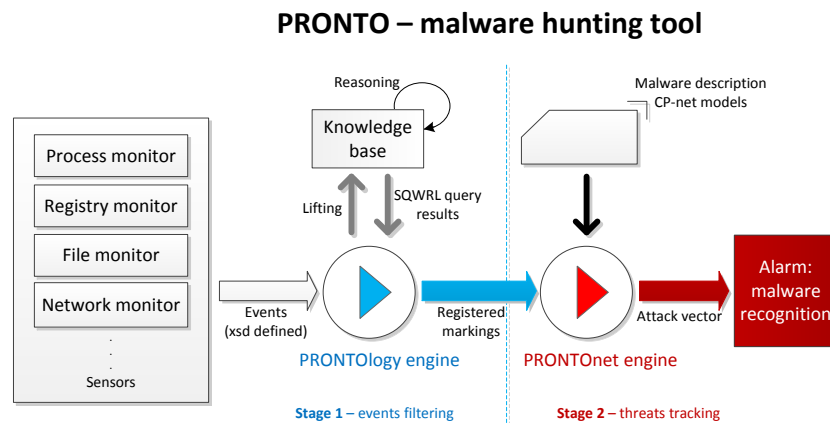 PRONTO – malware hunting tool
Reasoning
Malware description
CP-net models
Knowledge
base
Process monitor
Registry monitor
File monitor
Network monitor
.
.
.
Sensors
Lifting
SQWRL query
results
Events
(xsd defined)
Registered
markings
Attack vector
Alarm:
malware
recognition
PRONTOlogy engine
PRONTOnet engine
Stage 1 – events filtering
Stage 2 – threats tracking